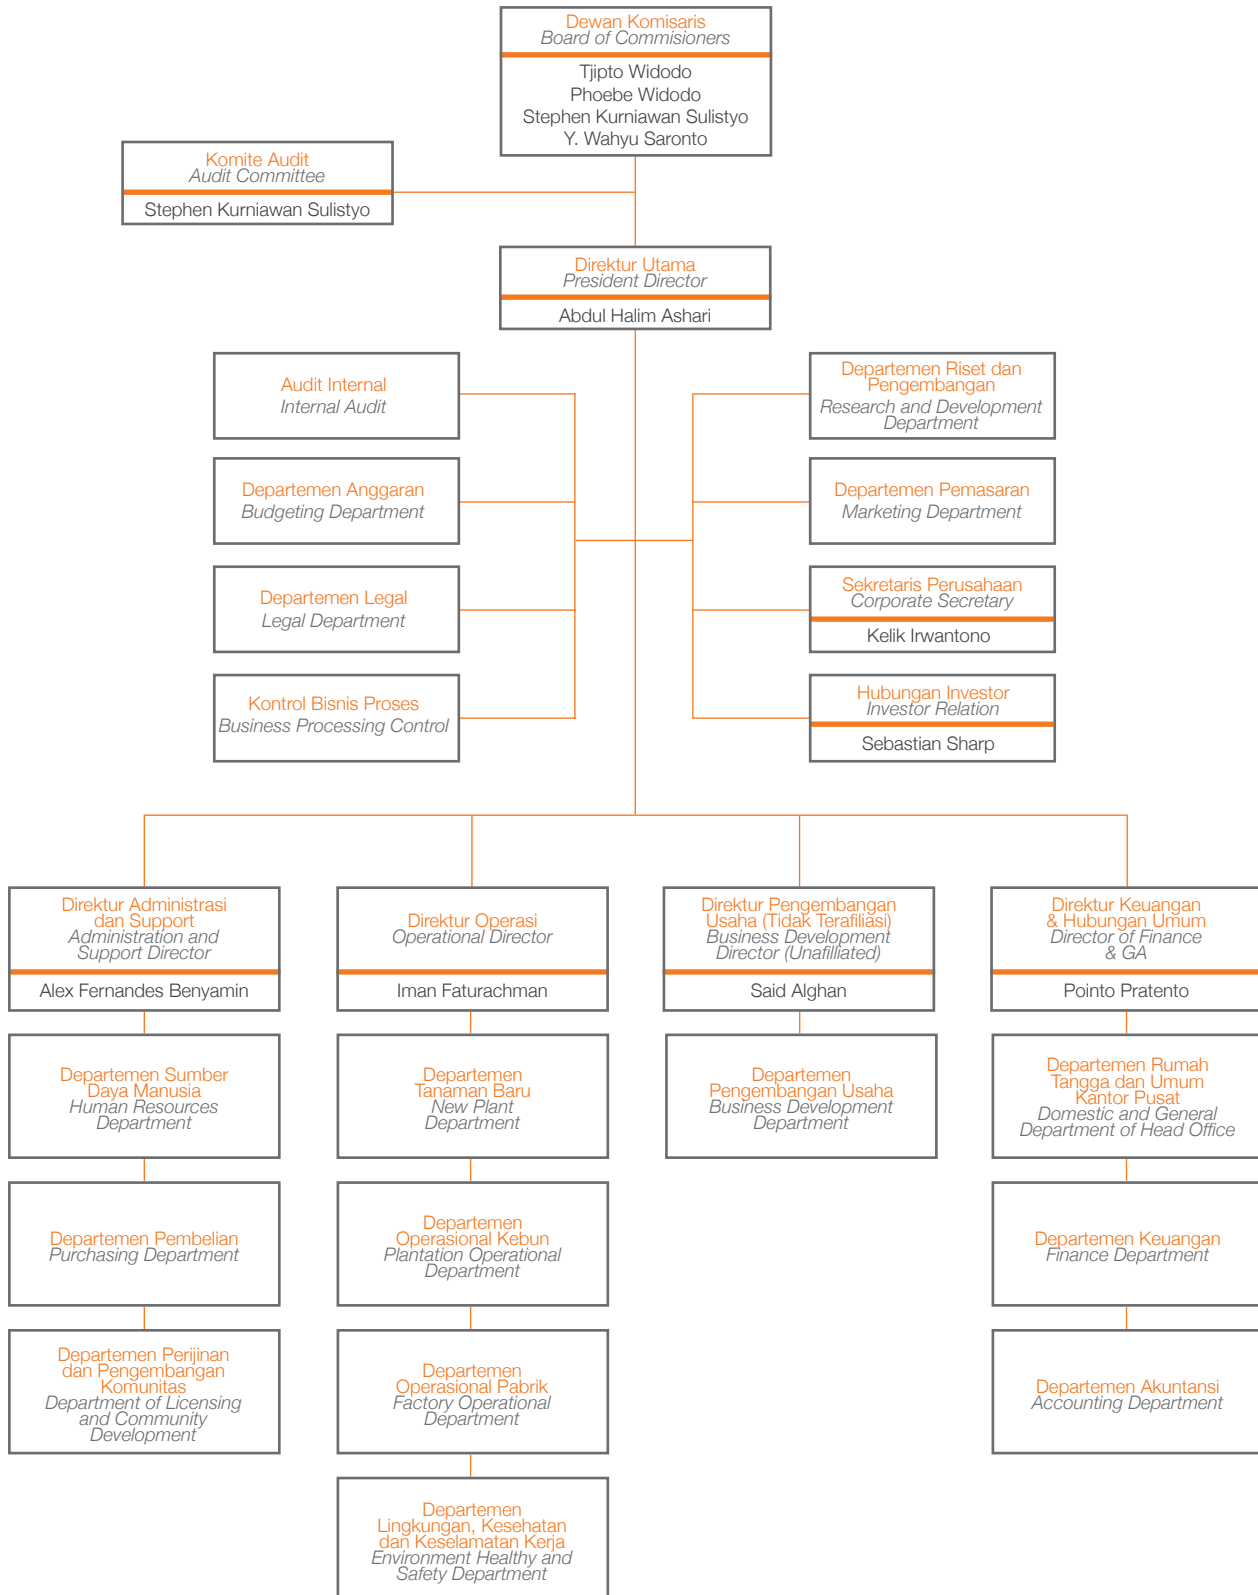 Dewan Komisaris
Board of Commisioners
Tjipto Widodo
Phoebe Widodo
Stephen Kurniawan Sulistyo
Y. Wahyu Saronto
Komite Audit
Audit Committee
Stephen Kurniawan Sulistyo
Direktur Utama
President Director
Abdul Halim Ashari
Audit Internal
Internal Audit
Departemen Riset dan
Pengembangan
Research and Development
Department
Departemen Anggaran
Budgeting Department
Departemen Pemasaran
Marketing Department
Departemen Legal
Legal Department
Sekretaris Perusahaan
Corporate Secretary
Kelik Irwantono
Kontrol Bisnis Proses
Business Processing Control
Hubungan Investor
Investor Relation
Sebastian Sharp
Direktur Administrasi
dan Support
Administration and
Support Director
Alex Fernandes Benyamin
Direktur Operasi
Operational Director
Iman Faturachman
Direktur Pengembangan
Usaha (Tidak Terafiliasi)
Business Development
Director (Unafilliated)
Said Alghan
Direktur Keuangan
& Hubungan Umum
Director of Finance
& GA
Pointo Pratento
Departemen Sumber
Daya Manusia
Human Resources
Department
Departemen
Tanaman Baru
New Plant
Department
Departemen
Pengembangan Usaha
Business Development
Department
Departemen Rumah
Tangga dan Umum
Kantor Pusat
Domestic and General
Department of Head Office
Departemen Pembelian
Purchasing Department
Departemen
Operasional Kebun
Plantation Operational
Department
Departemen Keuangan
Finance Department
Departemen Perijinan
dan Pengembangan
Komunitas
Department of Licensing
and Community
Development
Departemen
Operasional Pabrik
Factory Operational
Department
Departemen Akuntansi
Accounting Department
Departemen
Lingkungan, Kesehatan
dan Keselamatan Kerja
Environment Healthy and
Safety Department